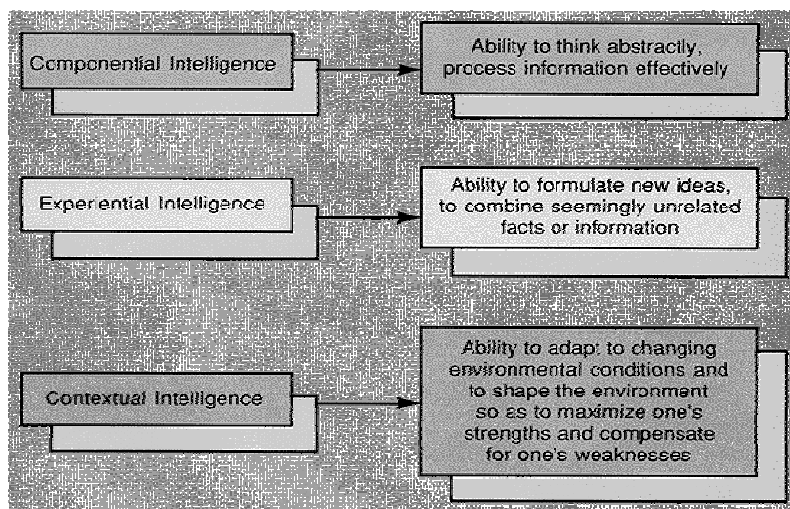 Componential Intelligence
Ability to think abstractly,
process information effectively
Experiential Intelligence
Ability to formulate new ideas,
to combine seemingly unrelated
facts or information
Contextual Intelligence
Ability to adapt to changing
environmental conditions and
to shape the environment
so as to maximize one's
strengths and compensate
for one's weaknesses